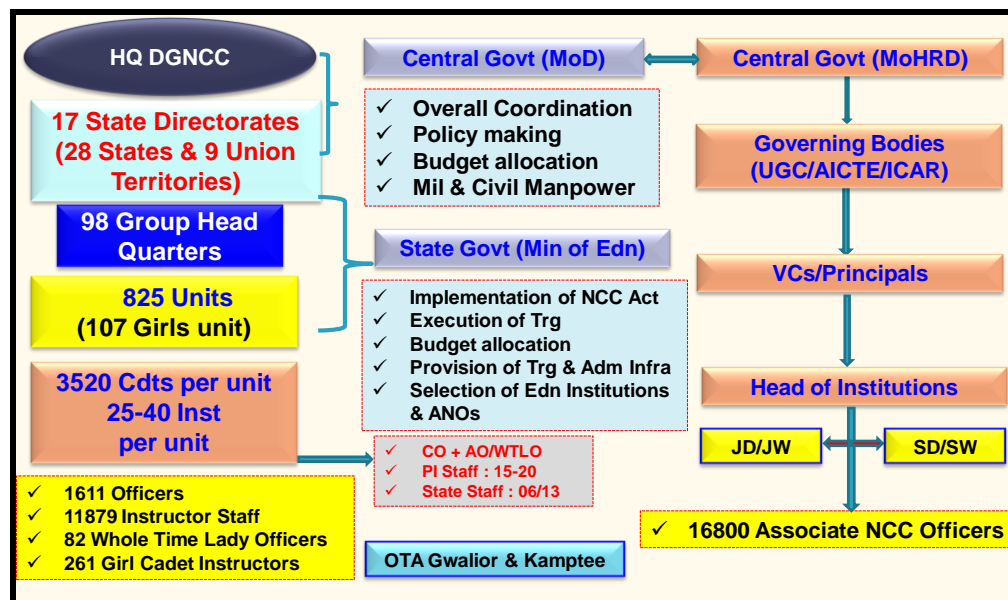 HQ DGNCC
17 State Directorates
(28 States & 9 Union
Territories)
98 Group Head
Quarters
825 Units
(107 Girls unit)
3520 Cdts per unit
25-40 Inst
per unit
✓ 1611 Officers
✓ 11879 Instructor Staff
✓ 82 Whole Time Lady Officers
✓ 261 Girl Cadet Instructors
Central Govt (MoD)
✓ Overall Coordination
✓ Policy making
✓ Budget allocation
✓ Mil & Civil Manpower
State Govt (Min of Edn)
✓ Implementation of NCC Act
✓ Execution of Trg
✓ Budget allocation
✓ Provision of Trg & Adm Infra
✓ Selection of Edn Institutions
& ANOs
✓ CO + AO/WTLO
✓ PI Staff : 15-20
✓ State Staff : 06/13
OTA Gwalior & Kamptee
Central Govt (MoHRD)
Governing Bodies
(UGC/AICTE/ICAR)
VCs/Principals
Head of Institutions
JD/JW
SD/SW
✓ 16800 Associate NCC Officers